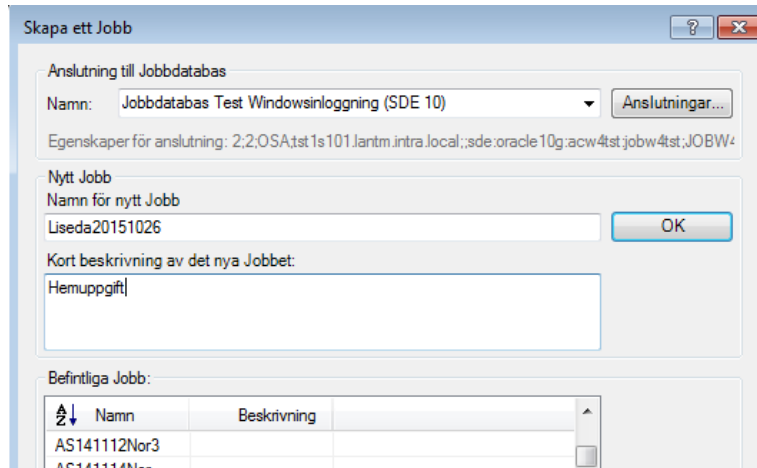 Skapa ett Jobb
Anslutning till Jobbdatabas
Namn: Jobbdatabas Test Windowsinloggning (SDE 10) Anslutningar...
Egenskaper för anslutning: 2;2;OSA;tst1s101.lantm.intra.local;;sde:oracle10g:acw4tst:jobw4tst;JOBW4
Nytt Jobb
Namn för nytt Jobb
Liseda20151026 OK
Kort beskrivning av det nya Jobbet:
Hemuppgift
Befintliga Jobb:
Namn Beskrivning
AS141112Nor3
AS141114Nor